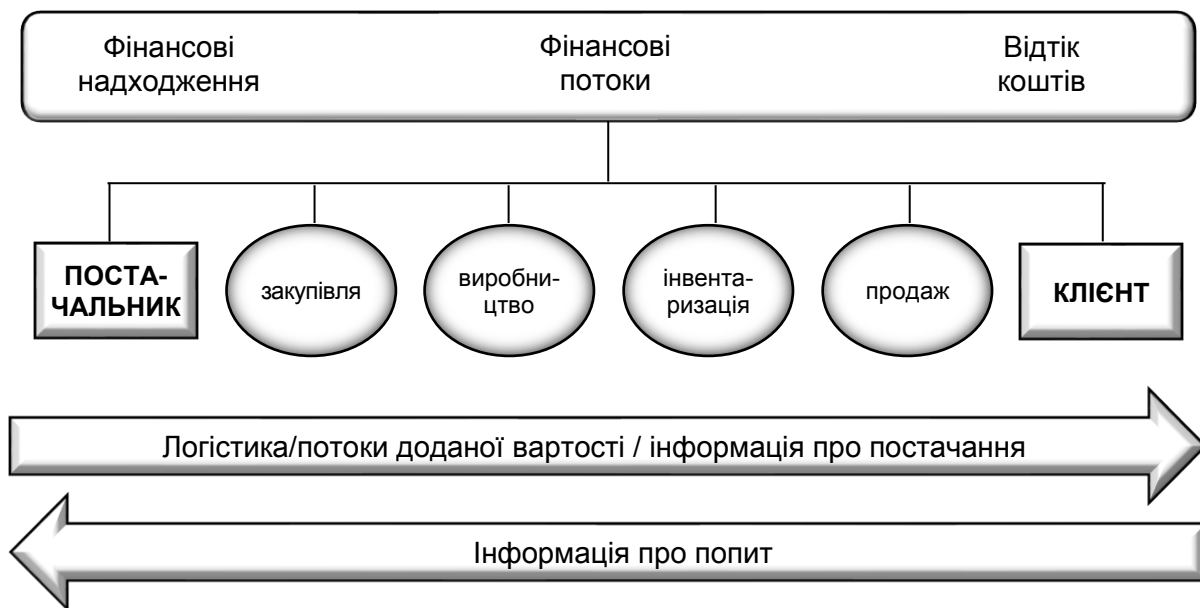 Фінансові
надходження
Фінансові
потоки
Відтік
коштів
ПОСТА-
ЧАЛЬНИК
закупівля
виробни-
цтво
інвента-
ризація
продаж
КЛІЄНТ
Логістика/потоки доданої вартості / інформація про постачання
Інформація про попит